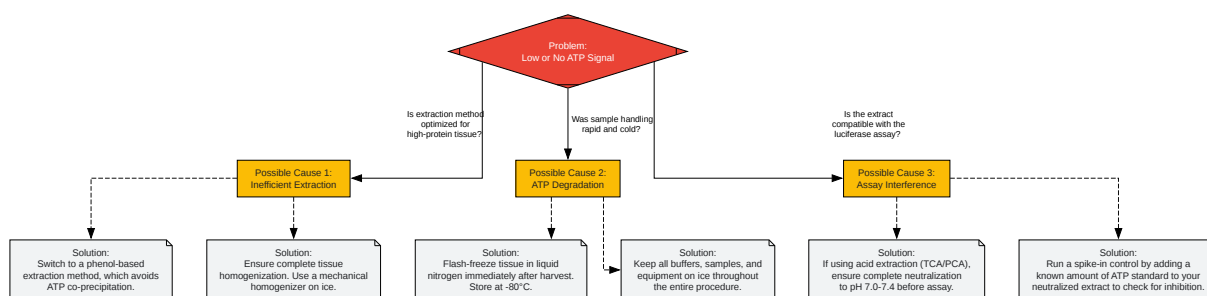 Problem:
Low or No ATP Signal
Is extraction method
optimized for
high-protein tissue?
Was sample handling
rapid and cold?
Is the extract
compatible with the
luciferase assay?
Possible Cause 1:
Inefficient Extraction
Possible Cause 2:
ATP Degradation
Possible Cause 3:
Assay Interference
Solution:
Switch to a phenol-based
extraction method, which avoids
ATP co-precipitation.
Solution:
Ensure complete tissue
homogenization. Use a mechanical
homogenizer on ice.
Solution:
Flash-freeze tissue in liquid
nitrogen immediately after harvest.
Store at -80°C.
Solution:
Keep all buffers, samples, and
equipment on ice throughout
the entire procedure.
Solution:
If using acid extraction (TCA/PCA),
ensure complete neutralization
to pH 7.0-7.4 before assay.
Solution:
Run a spike-in control by adding a
known amount of ATP standard to your
neutralized extract to check for inhibition.